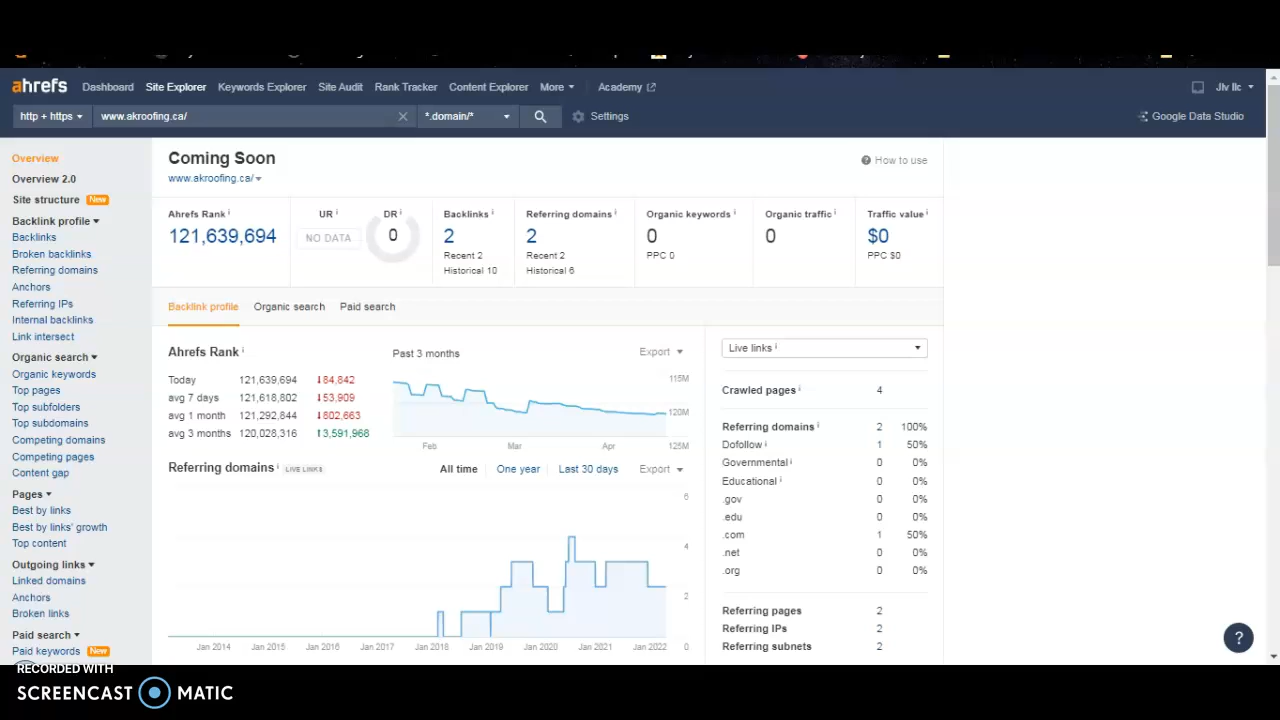 ahrefs Dashboard Site Explorer Keywords Explorer Site Audit Rank Tracker Content Explorer More Academy Jlv llc
http + https www.akroofing.ca/ *.domain/* Settings Google Data Studio
Overview
Overview 2.0
Site structure New
Backlink profile
Backlinks
Broken backlinks
Referring domains
Anchors
Referring IPs
Internal backlinks
Link intersect
Organic search
Organic keywords
Top pages
Top subfolders
Top subdomains
Competing domains
Competing pages
Content gap
Pages
Best by links
Best by links' growth
Top content
Outgoing links
Linked domains
Anchors
Broken links
Paid search
Paid keywords New
Coming Soon
How to use
www.akroofing.ca/
Ahrefs Rank i UR i DR i Backlinks i Referring domains i Organic keywords i Organic traffic i Traffic value i
121,639,694 NO DATA 0 2 2 0 0 $0
Recent 2 Recent 2 PPC 0 PPC $0
Historical 10 Historical 6
Backlink profile Organic search Paid search
Ahrefs Rank i
Today 121,639,694 ↓84,842
avg 7 days 121,618,802 ↓53,909
avg 1 month 121,292,844 ↓802,663
avg 3 months 120,028,316 ↑3,591,968
Past 3 months Export
115M
120M
125M
Feb Mar Apr
Referring domains i LIVE LINKS All time One year Last 30 days Export
6
4
2
0
Jan 2014 Jan 2015 Jan 2016 Jan 2017 Jan 2018 Jan 2019 Jan 2020 Jan 2021 Jan 2022
Live links i
Crawled pages i 4
Referring domains i 2 100%
Dofollow i 1 50%
Governmental i 0 0%
Educational i 0 0%
.gov 0 0%
.edu 0 0%
.com 1 50%
.net 0 0%
.org 0 0%
Referring pages 2
Referring IPs 2
Referring subnets 2
?
RECORDED WITH
SCREENCAST MATIC